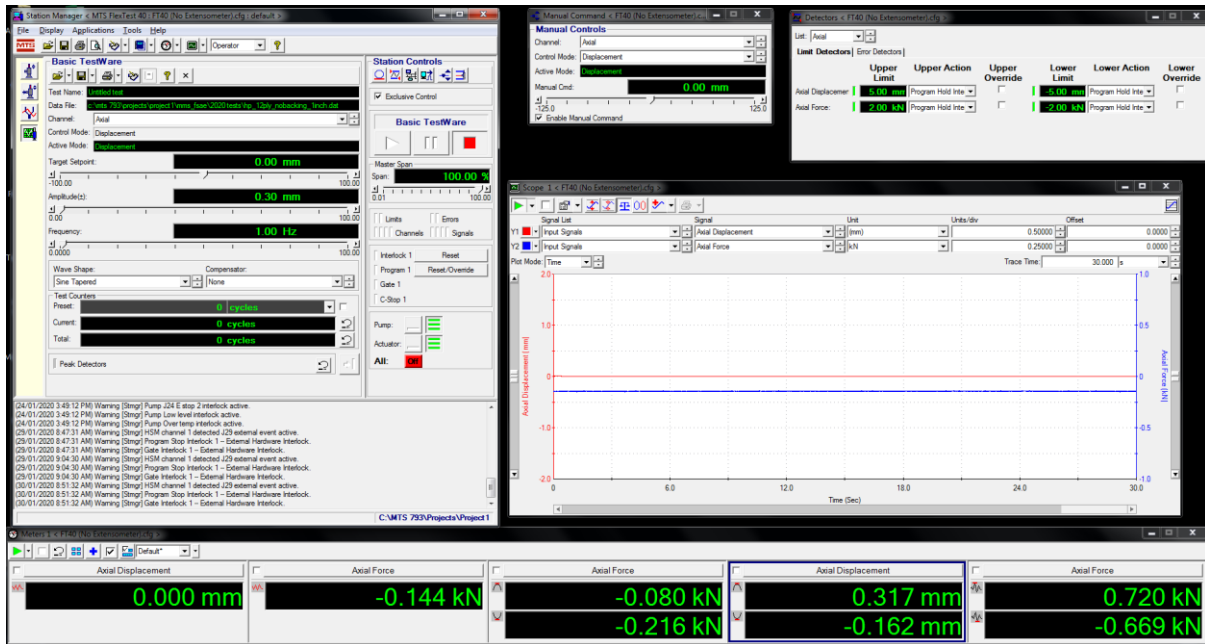 Station Manager < MTS FlexTest 40 : FT40 (No Extensometer).cfg : default >
File Display Applications Tools Help
MTS Operator
Basic TestWare
Test Name: Untitled test
Data File: c:\mts 793\projects\project1\mms_fsae\2020tests\hp_12ply_nobacking_1inch.dat
Channel: Axial
Control Mode: Displacement
Active Mode: Displacement
Target Setpoint: 0.00 mm
-100.00 100.00
Amplitude(±): 0.30 mm
0.00 100.00
Frequency: 1.00 Hz
0.0000 100.00
Wave Shape: Compensator:
Sine Tapered None
Test Counters
Preset: 0 cycles
Current: 0 cycles
Total: 0 cycles
Peak Detectors
Station Controls
Exclusive Control
Basic TestWare
Master Span
Span: 100.00 %
0.01 100.00
Limits Errors
Channels Signals
Interlock 1 Reset
Program 1 Reset/Override
Gate 1
C-Stop 1
Pump:
Actuator:
All: Off
(24/01/2020 3:49:12 PM) Warning [Stmgr] Pump J24 E stop 2 interlock active.
(24/01/2020 3:49:12 PM) Warning [Stmgr] Pump Low level interlock active.
(24/01/2020 3:49:12 PM) Warning [Stmgr] Pump Over temp interlock active.
(29/01/2020 8:47:31 AM) Warning [Stmgr] HSM channel 1 detected J29 external event active.
(29/01/2020 8:47:31 AM) Warning [Stmgr] Program Stop Interlock 1 – External Hardware Interlock.
(29/01/2020 8:47:31 AM) Warning [Stmgr] Gate Interlock 1 – External Hardware Interlock.
(29/01/2020 9:04:30 AM) Warning [Stmgr] HSM channel 1 detected J29 external event active.
(29/01/2020 9:04:30 AM) Warning [Stmgr] Program Stop Interlock 1 – External Hardware Interlock.
(29/01/2020 9:04:30 AM) Warning [Stmgr] Gate Interlock 1 – External Hardware Interlock.
(30/01/2020 8:51:32 AM) Warning [Stmgr] HSM channel 1 detected J29 external event active.
(30/01/2020 8:51:32 AM) Warning [Stmgr] Program Stop Interlock 1 – External Hardware Interlock.
(30/01/2020 8:51:32 AM) Warning [Stmgr] Gate Interlock 1 – External Hardware Interlock.
C:\MTS 793\Projects\Project1
Manual Command < FT40 (No Extensometer).c...
Manual Controls
Channel: Axial
Control Mode: Displacement
Active Mode: Displacement
Manual Cmd: 0.00 mm
-125.0 125.0
Enable Manual Command
Detectors < FT40 (No Extensometer).cfg >
List: Axial
Limit Detectors Error Detectors
Upper Limit Upper Action Upper Override Lower Limit Lower Action Lower Override
Axial Displacemen 5.00 mm Program Hold Inte -5.00 mm Program Hold Inte
Axial Force: 2.00 kN Program Hold Inte -2.00 kN Program Hold Inte
Scope 1 < FT40 (No Extensometer).cfg >
Signal List Signal Unit Units/div Offset
Y1 Input Signals Axial Displacement (mm) 0.50000 0.0000
Y2 Input Signals Axial Force kN 0.25000 0.0000
Plot Mode: Time Trace Time: 30.000 s
2.0 1.0
1.0 0.5
0 0
-1.0 -0.5
-2.0 -1.0
Axial Displacement [mm]
Axial Force (kN)
0 6.0 12.0 18.0 24.0 30.0
Time (Sec)
Meters 1 < FT40 (No Extensometer).cfg >
Default*
Axial Displacement Axial Force Axial Force Axial Displacement Axial Force
0.000 mm -0.144 kN -0.080 kN 0.317 mm 0.720 kN
-0.216 kN -0.162 mm -0.669 kN